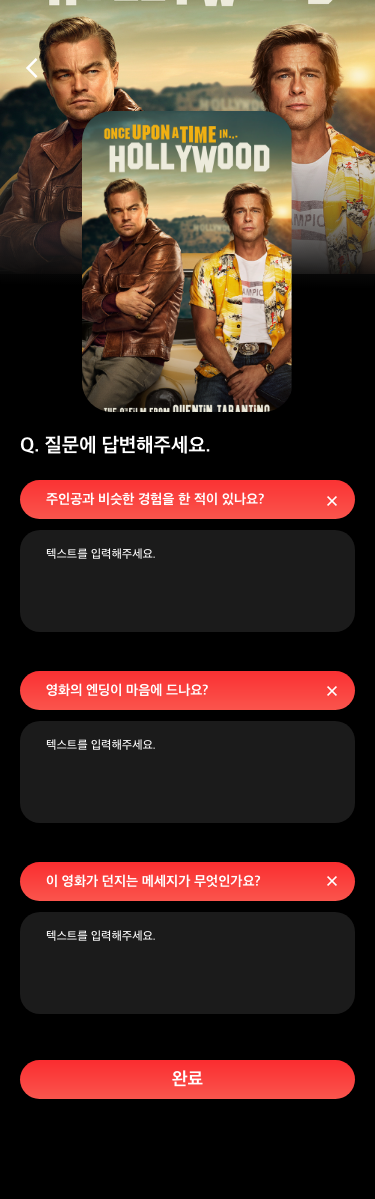 HOLLYWOOD
ONCE UPON A TIME IN...
HOLLYWOOD
HOLLYWOOD
CHAMPION
THE 9TH FILM FROM QUENTIN TARANTINO
Q. 질문에 답변해주세요.
주인공과 비슷한 경험을 한 적이 있나요?
텍스트를 입력해주세요.
영화의 엔딩이 마음에 드나요?
텍스트를 입력해주세요.
이 영화가 던지는 메세지가 무엇인가요?
텍스트를 입력해주세요.
완료